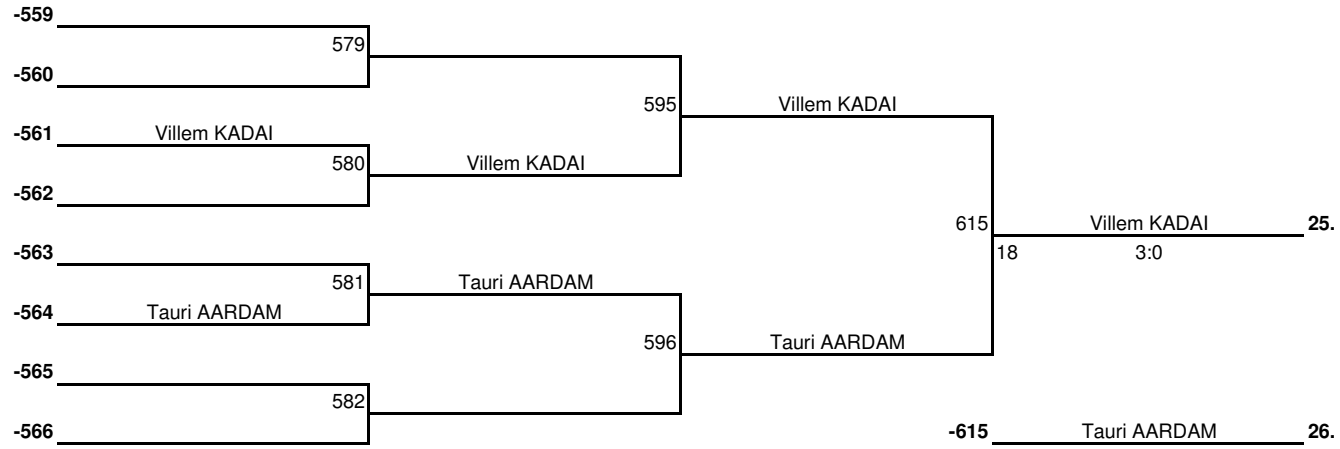 -559
579
-560
595 Villem KADAI
-561 Villem KADAI
580 Villem KADAI
-562
615 Villem KADAI 25.
-563
18 3:0
581 Tauri AARDAM
-564 Tauri AARDAM
596 Tauri AARDAM
-565
582
-566
-615 Tauri AARDAM 26.